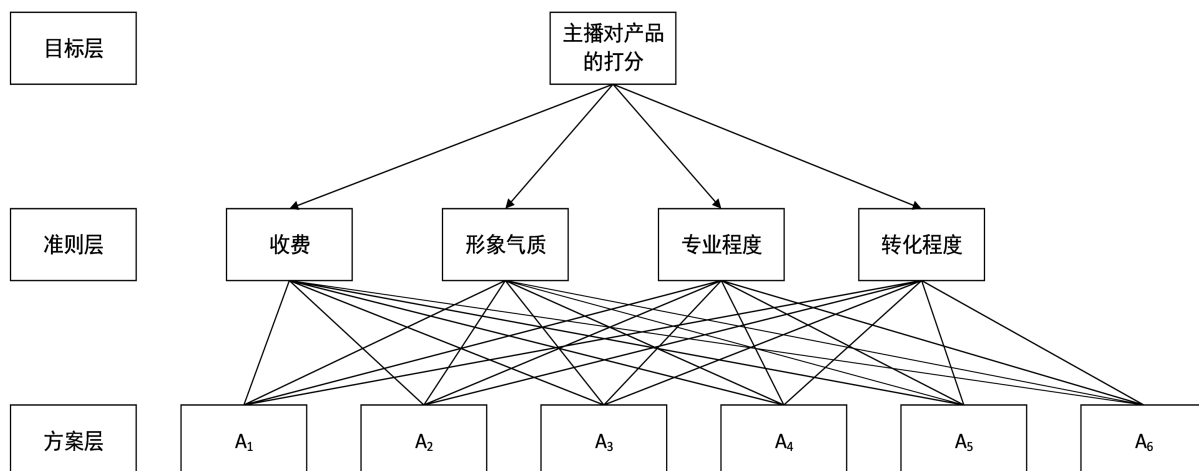 目标层
主播对产品
的打分
准则层
收费
形象气质
专业程度
转化程度
方案层
A₁
A₂
A₃
A₄
A₅
A₆